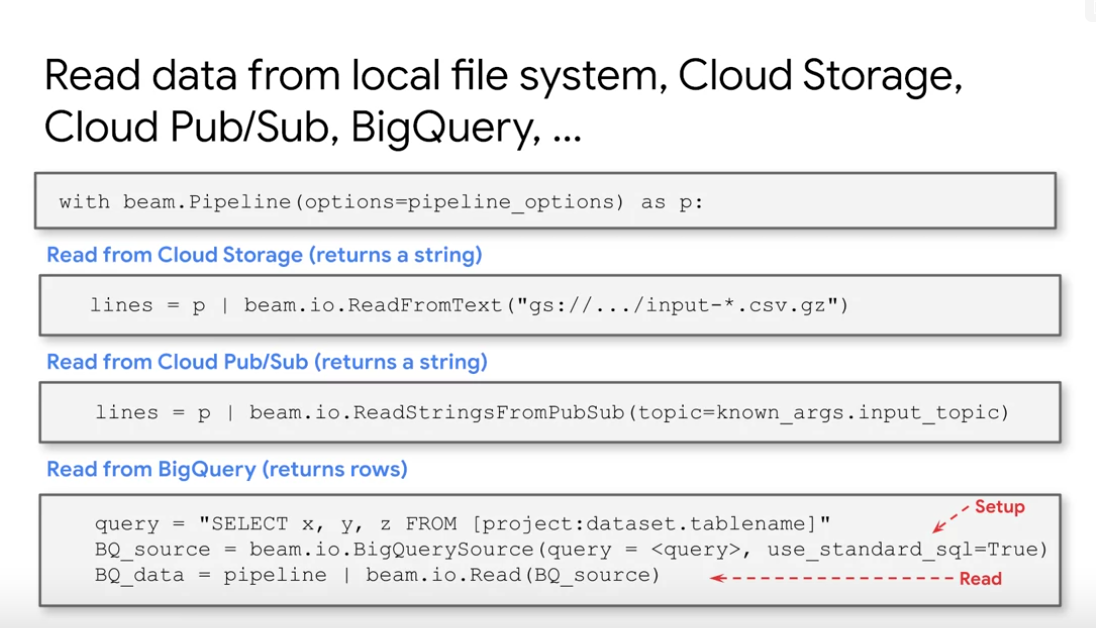 Read data from local file system, Cloud Storage,
Cloud Pub/Sub, BigQuery, ...
with beam.Pipeline(options=pipeline_options) as p:
Read from Cloud Storage (returns a string)
lines = p | beam.io.ReadFromText("gs://.../input-*.csv.gz")
Read from Cloud Pub/Sub (returns a string)
lines = p | beam.io.ReadStringsFromPubSub(topic=known_args.input_topic)
Read from BigQuery (returns rows)
query = "SELECT x, y, z FROM [project:dataset.tablename]"
Setup
BQ_source = beam.io.BigQuerySource(query = <query>, use_standard_sql=True)
BQ_data = pipeline | beam.io.Read(BQ_source)
Read